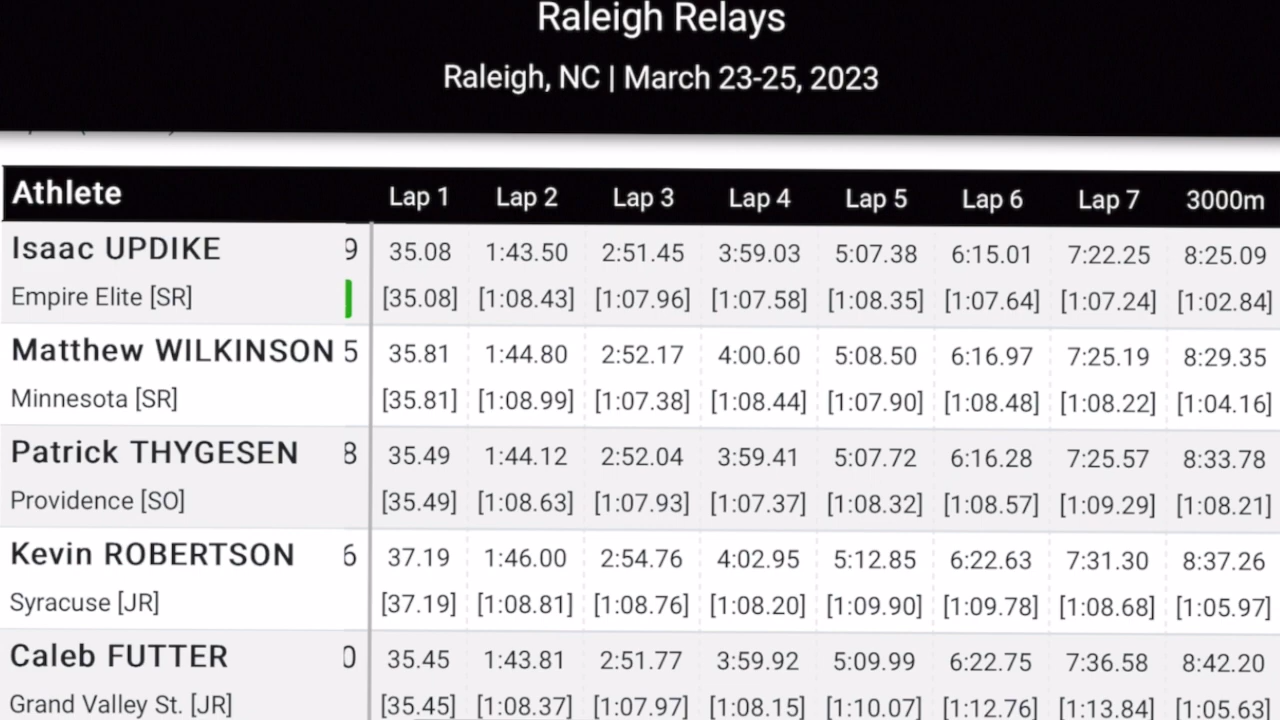 Raleigh Relays
Raleigh, NC | March 23-25, 2023
Athlete Lap 1 Lap 2 Lap 3 Lap 4 Lap 5 Lap 6 Lap 7 3000m
Isaac UPDIKE 9 35.08 1:43.50 2:51.45 3:59.03 5:07.38 6:15.01 7:22.25 8:25.09
Empire Elite [SR] [35.08] [1:08.43] [1:07.96] [1:07.58] [1:08.35] [1:07.64] [1:07.24] [1:02.84]
Matthew WILKINSON 5 35.81 1:44.80 2:52.17 4:00.60 5:08.50 6:16.97 7:25.19 8:29.35
Minnesota [SR] [35.81] [1:08.99] [1:07.38] [1:08.44] [1:07.90] [1:08.48] [1:08.22] [1:04.16]
Patrick THYGESEN 8 35.49 1:44.12 2:52.04 3:59.41 5:07.72 6:16.28 7:25.57 8:33.78
Providence [SO] [35.49] [1:08.63] [1:07.93] [1:07.37] [1:08.32] [1:08.57] [1:09.29] [1:08.21]
Kevin ROBERTSON 6 37.19 1:46.00 2:54.76 4:02.95 5:12.85 6:22.63 7:31.30 8:37.26
Syracuse [JR] [37.19] [1:08.81] [1:08.76] [1:08.20] [1:09.90] [1:09.78] [1:08.68] [1:05.97]
Caleb FUTTER 0 35.45 1:43.81 2:51.77 3:59.92 5:09.99 6:22.75 7:36.58 8:42.20
Grand Valley St. [JR] [35.45] [1:08.37] [1:07.97] [1:08.15] [1:10.07] [1:12.76] [1:13.84] [1:05.63]